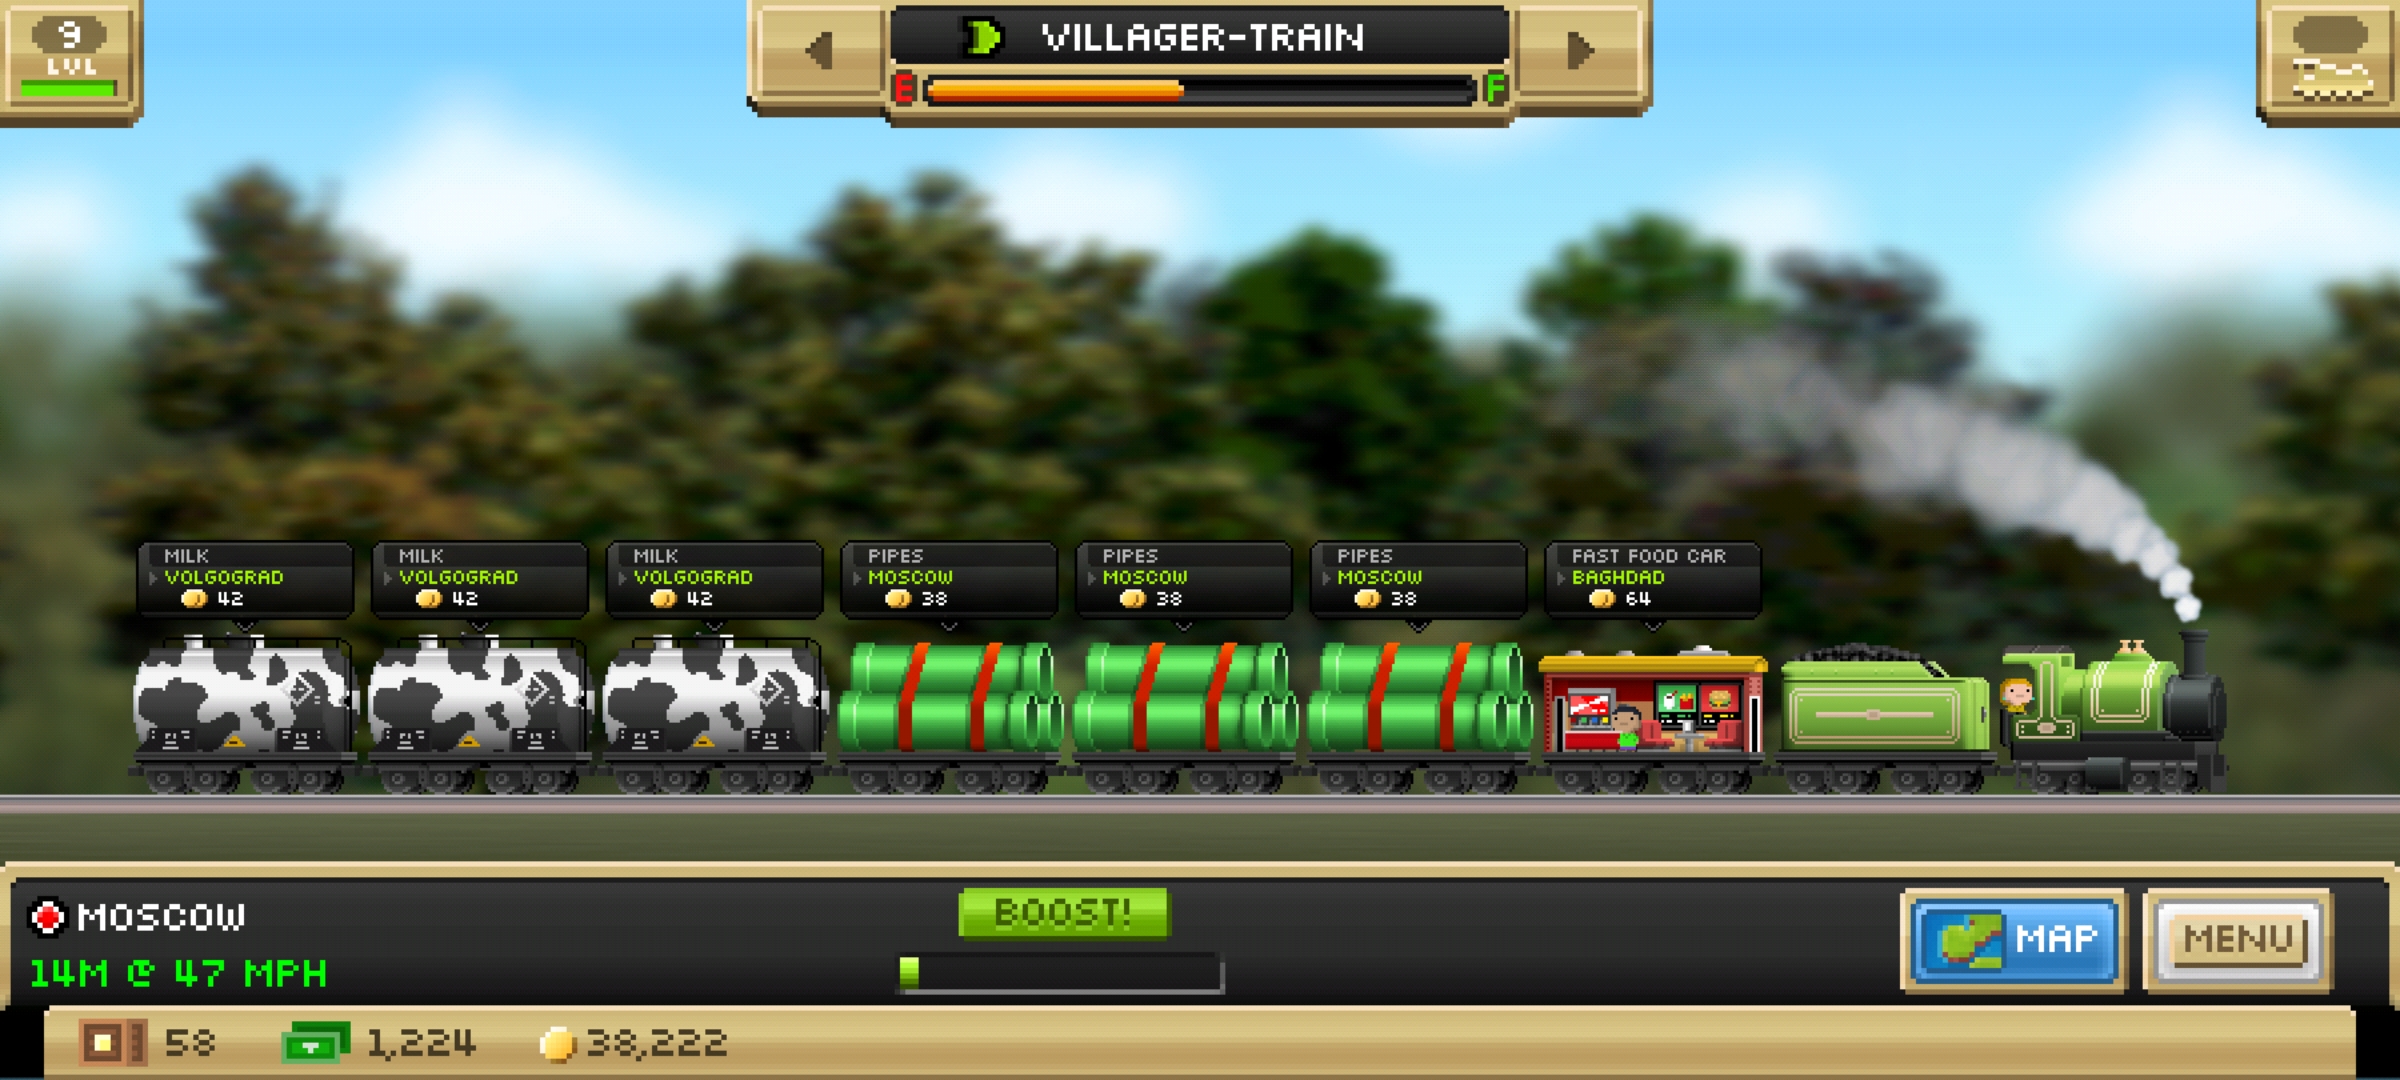 9
LVL
VILLAGER-TRAIN
E
F
MILK
VOLGOGRAD
42
MILK
VOLGOGRAD
42
MILK
VOLGOGRAD
42
PIPES
MOSCOW
38
PIPES
MOSCOW
38
PIPES
MOSCOW
38
FAST FOOD CAR
BAGHDAD
64
MOSCOW
14M @ 47 MPH
BOOST!
MAP
MENU
58
1,224
38,222